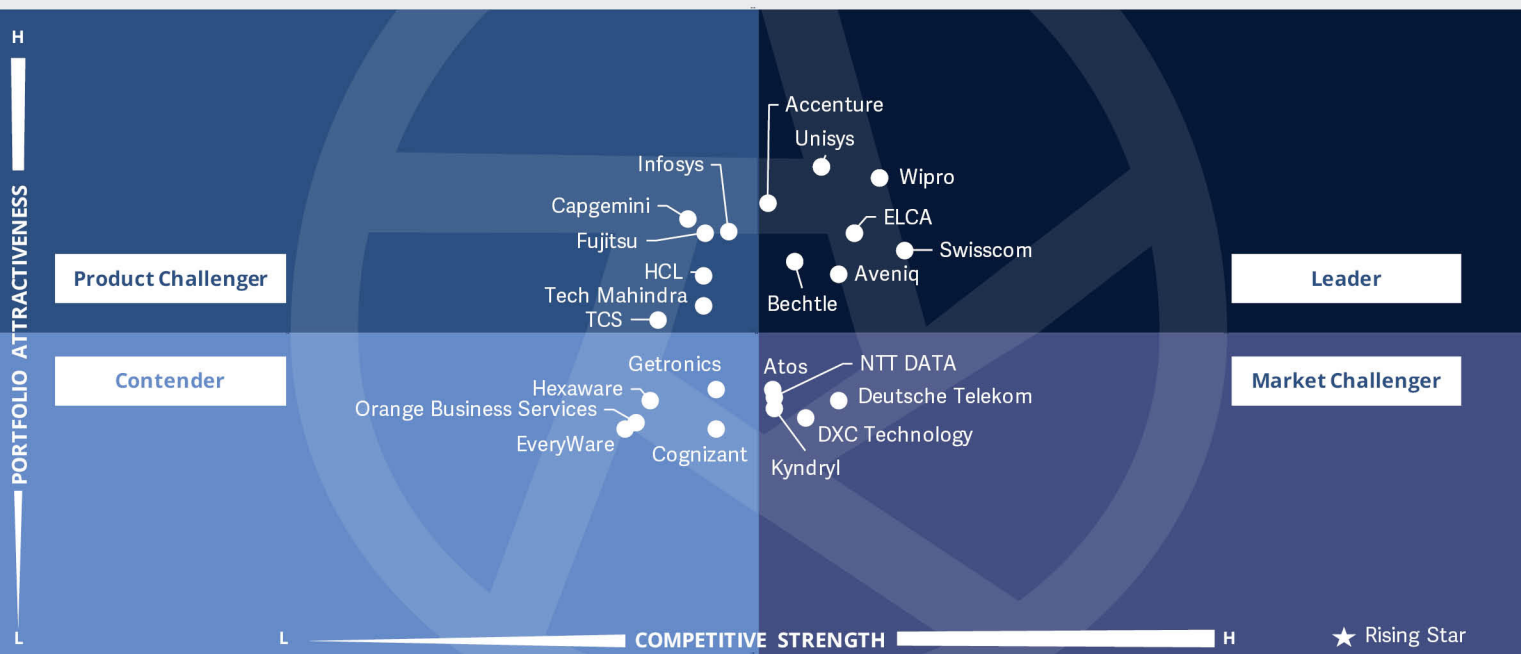 H
Accenture
Unisys
Infosys
Wipro
Capgemini
ELCA
Fujitsu
Swisscom
HCL
Aveniq
Product Challenger
Leader
Tech Mahindra
Bechtle
TCS
PORTFOLIO ATTRACTIVENESS
Getronics
Atos
NTT DATA
Contender
Market Challenger
Hexaware
Deutsche Telekom
Orange Business Services
DXC Technology
EveryWare
Cognizant
Kyndryl
L
L
COMPETITIVE STRENGTH
H
Rising Star